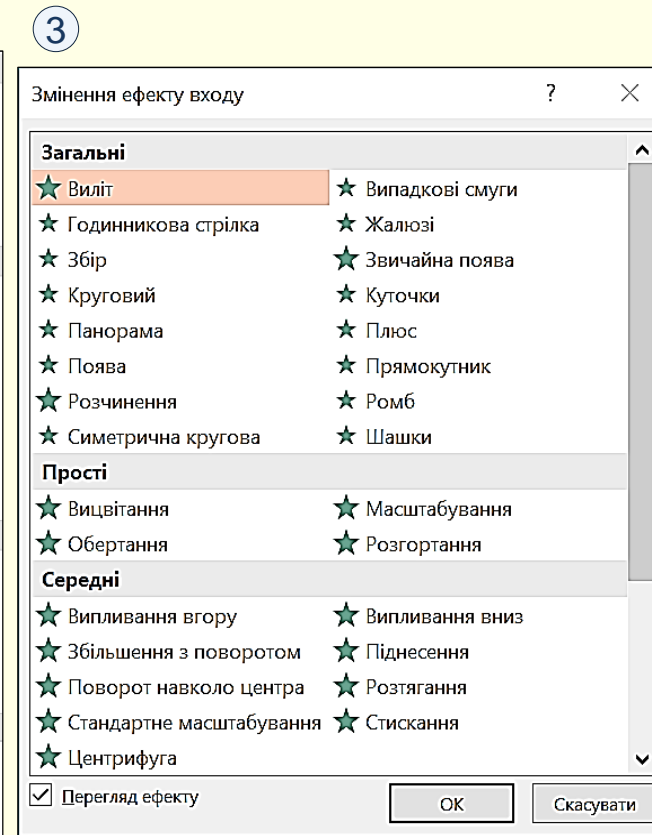 3
Змінення ефекту входу ?
Загальні
Виліт Випадкові смуги
Годинникова стрілка Жалюзі
Збір Звичайна поява
Круговий Куточки
Панорама Плюс
Поява Прямокутник
Розчинення Ромб
Симетрична кругова Шашки
Прості
Вицвітання Масштабування
Обертання Розгортання
Середні
Випливання вгору Випливання вниз
Збільшення з поворотом Піднесення
Поворот навколо центра Розтягання
Стандартне масштабування Стискання
Центрифуга
Перегляд ефекту ОК Скасувати